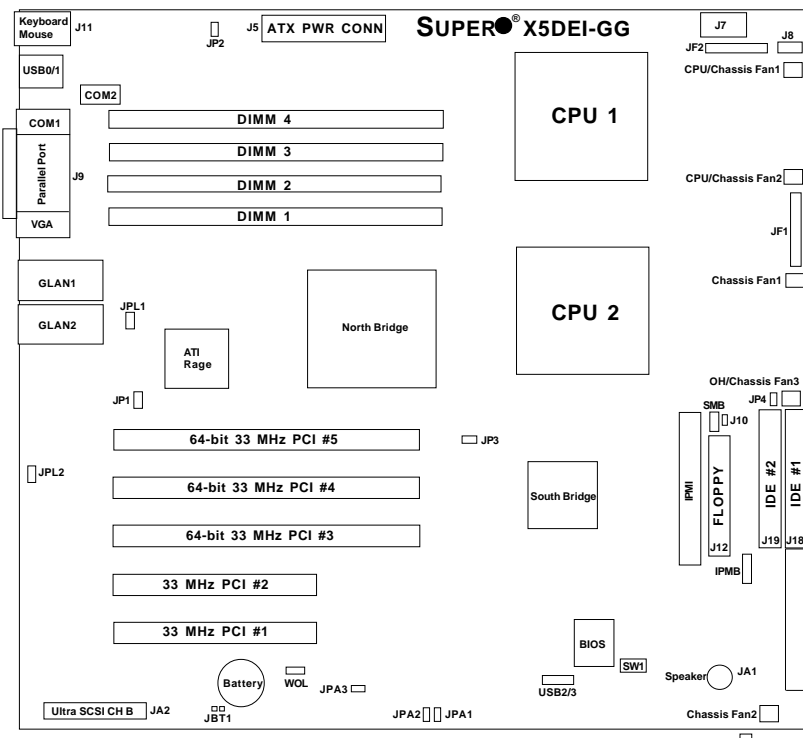 Keyboard
Mouse
J11
JP2
J5
ATX PWR CONN
SUPER ® X5DEI-GG
J7
JF2
J8
CPU/Chassis Fan1
USB0/1
COM2
COM1
Parallel Port
J9
VGA
DIMM 4
DIMM 3
DIMM 2
DIMM 1
CPU 1
CPU/Chassis Fan2
JF1
Chassis Fan1
GLAN1
GLAN2
JPL1
ATI
Rage
North Bridge
CPU 2
JP1
OH/Chassis Fan3
JP4
SMB
J10
64-bit 33 MHz PCI #5
JP3
JPL2
64-bit 33 MHz PCI #4
South Bridge
64-bit 33 MHz PCI #3
IPMI
FLOPPY
J12
IDE #2
J19
IDE #1
J18
IPMB
33 MHz PCI #2
33 MHz PCI #1
BIOS
SW1
Battery
WOL
JPA3
USB2/3
Speaker
JA1
Ultra SCSI CH B
JA2
JBT1
JPA2
JPA1
Chassis Fan2